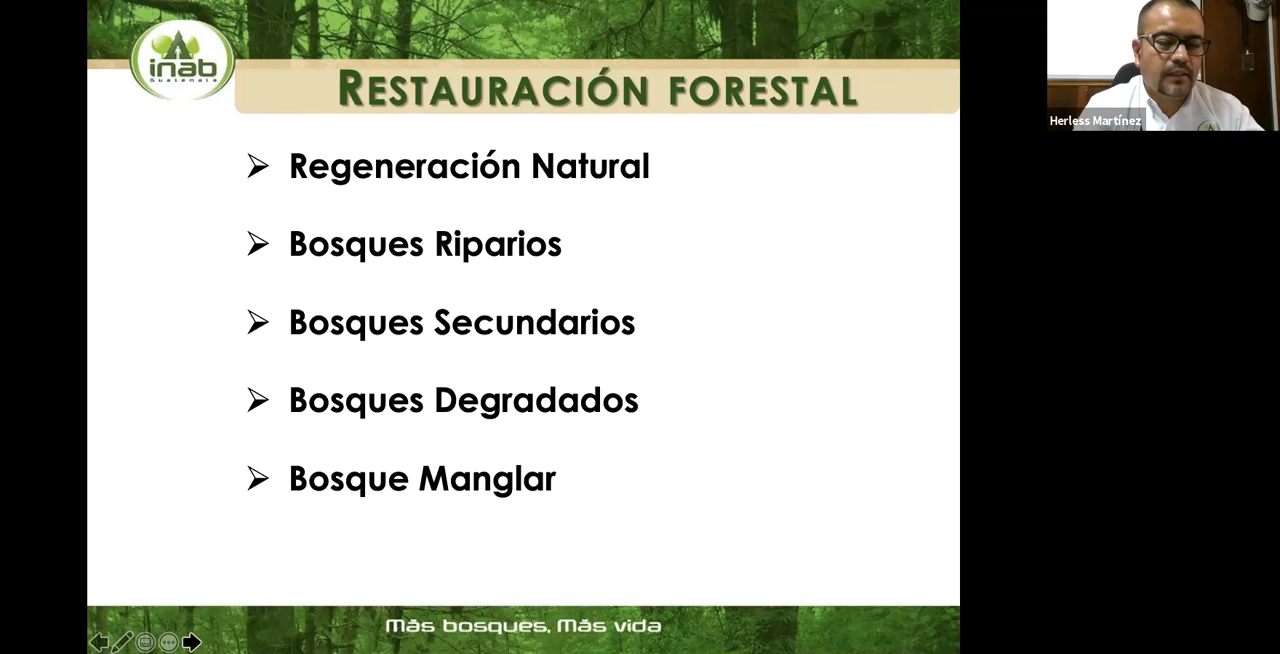 inab
Guatemala
RESTAURACIÓN FORESTAL
Herless Martínez
➢ Regeneración Natural
➢ Bosques Riparios
➢ Bosques Secundarios
➢ Bosques Degradados
➢ Bosque Manglar
Más bosques, Más vida